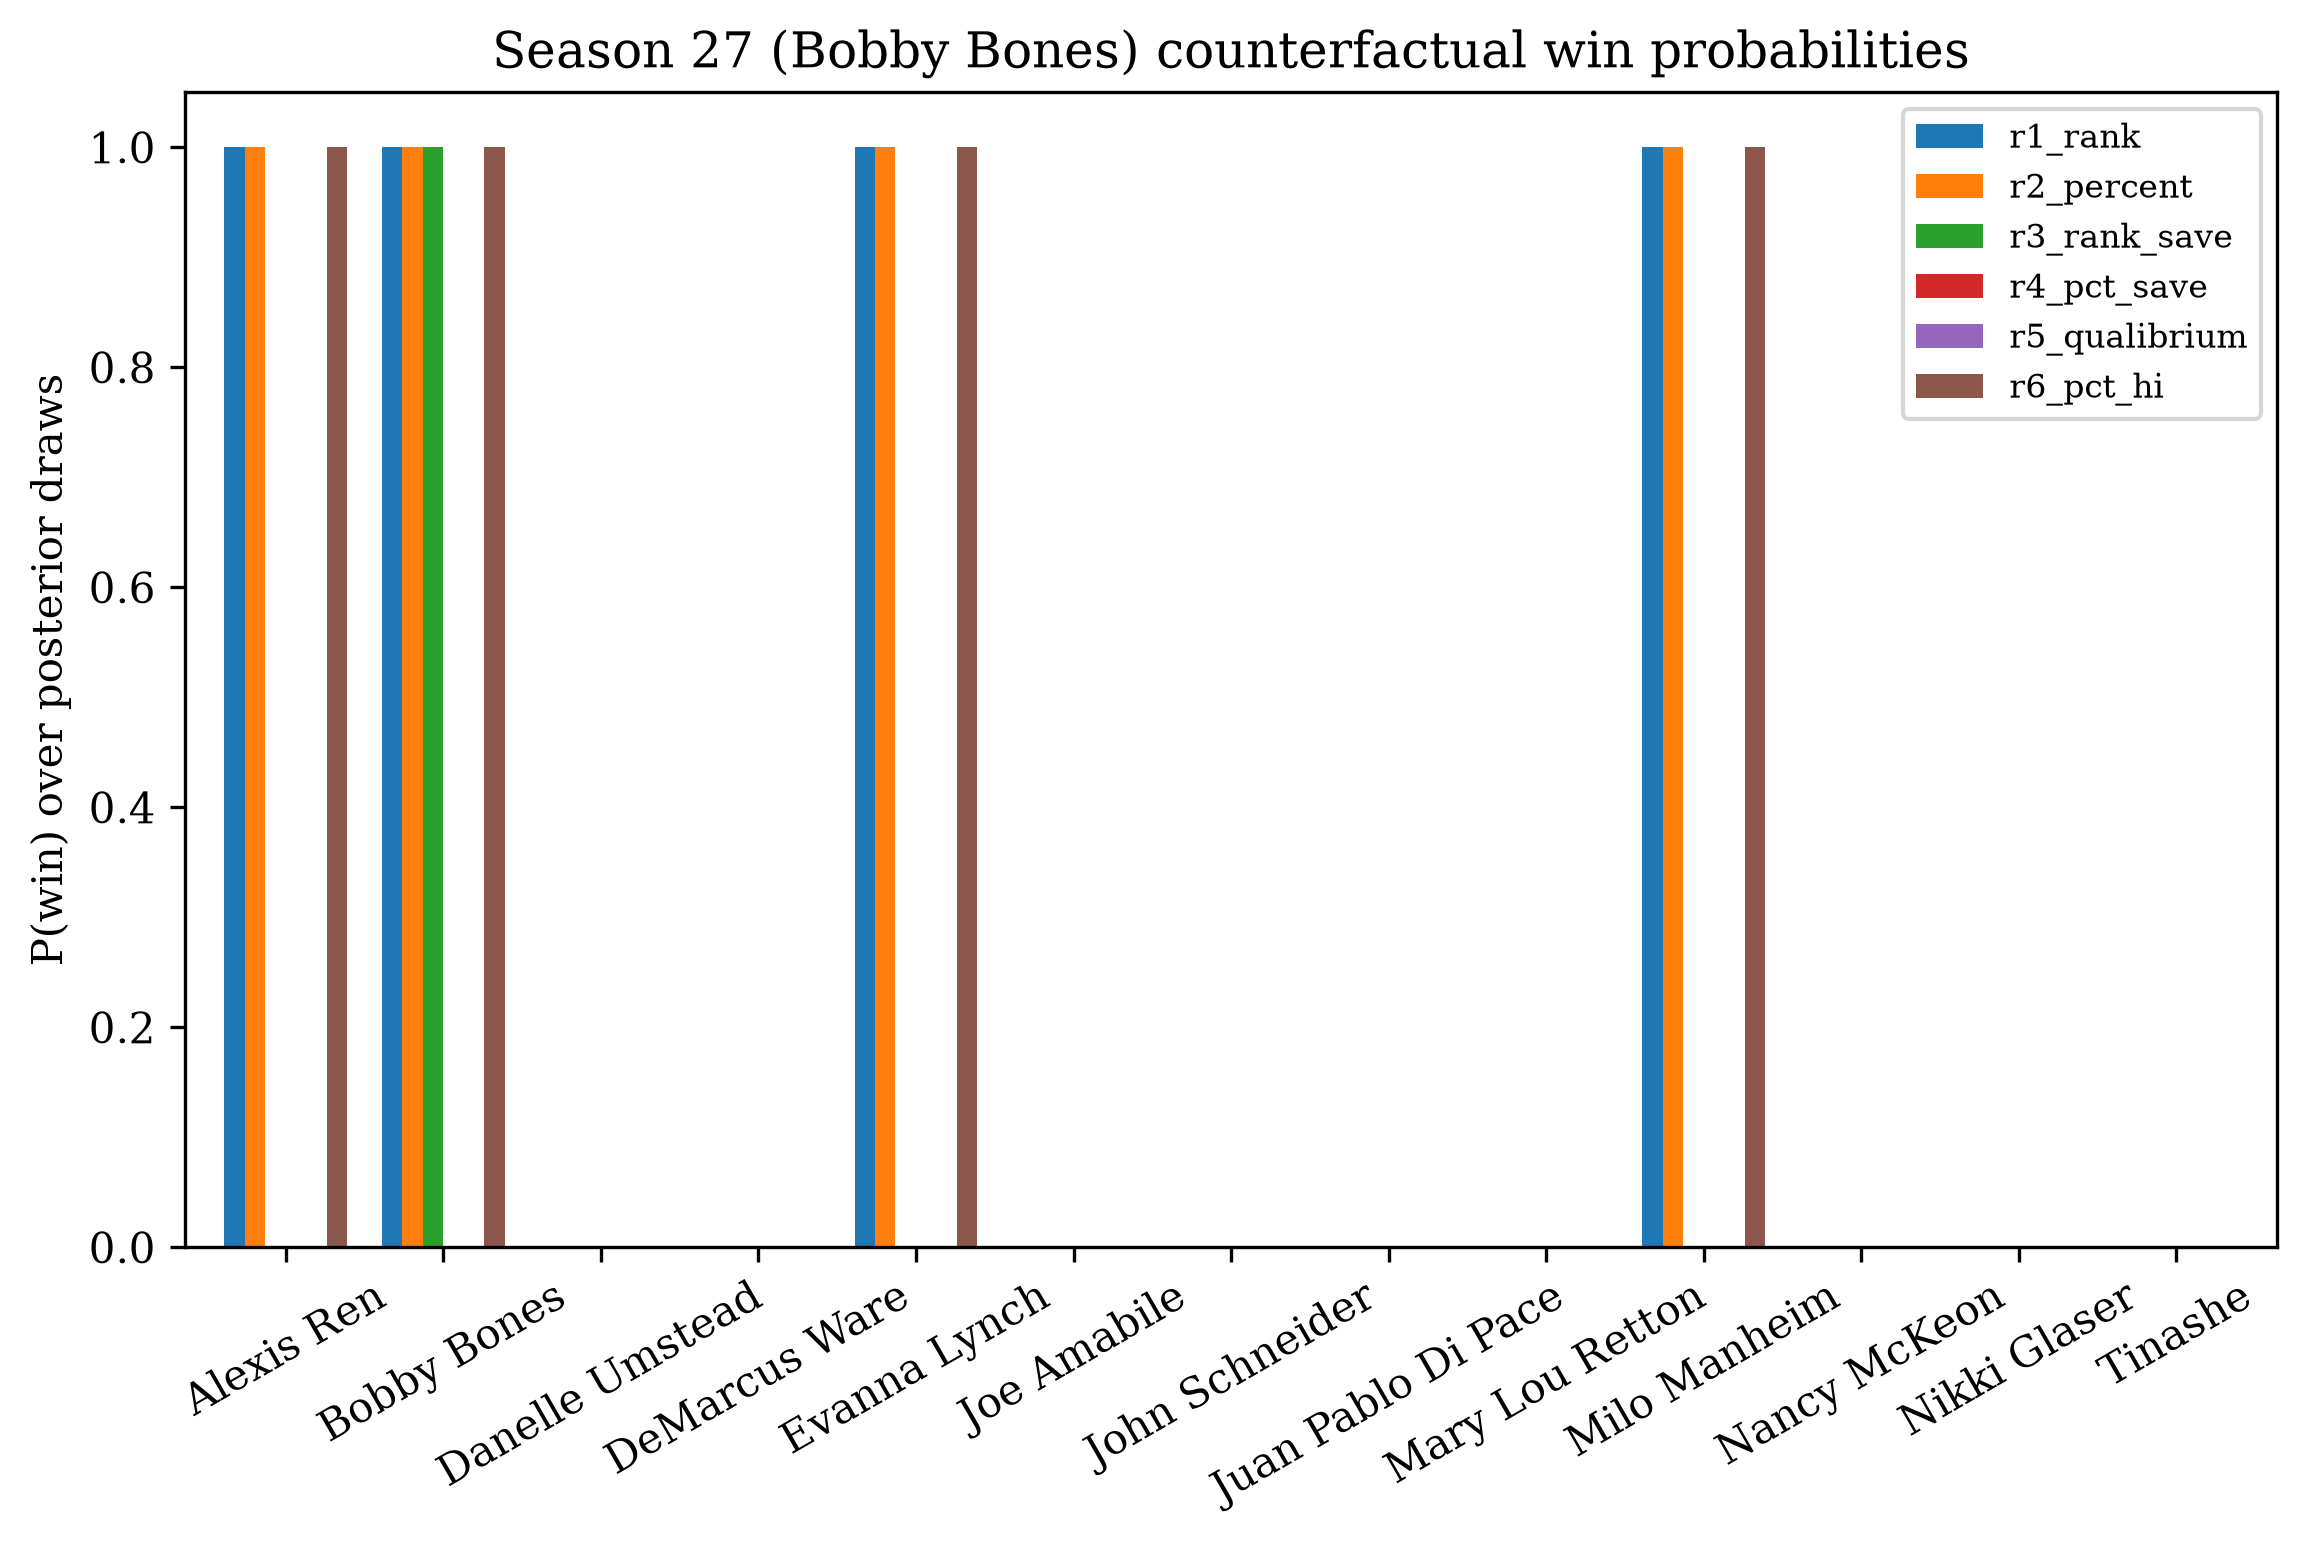 Season 27 (Bobby Bones) counterfactual win probabilities
P(win) over posterior draws
1.0
0.8
0.6
0.4
0.2
0.0
r1_rank
r2_percent
r3_rank_save
r4_pct_save
r5_qualibrium
r6_pct_hi
Alexis Ren
Bobby Bones
Danelle Umstead
DeMarcus Ware
Evanna Lynch
Joe Amabile
John Schneider
Juan Pablo Di Pace
Mary Lou Retton
Milo Manheim
Nancy McKeon
Nikki Glaser
Tinashe